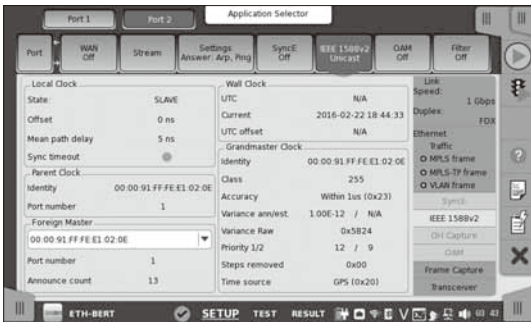 Application Selector
Port 1
Port 2
Port
WAN
Off
Stream
Settings
Answer: Arp, Ping
SyncE
Off
IEEE 1588v2
Unicast
OAM
Off
Filter
Off
Local Clock
State: SLAVE
Offset 0 ns
Mean path delay 5 ns
Sync timeout
Parent Clock
Identity 00:00:91:FF:FE:E1:02:0E
Port number 1
Foreign Master
00:00:91:FF:FE:E1:02:0E
Port number 1
Announce count 13
Wall Clock
UTC N/A
Current 2016-02-22 18:44:33
UTC offset N/A
Grandmaster Clock
Identity 00:00:91:FF:FE:E1:02:0E
Class 255
Accuracy Within 1us (0x23)
Variance ann/est. 1.00E-12 / N/A
Variance Raw 0x5824
Priority 1/2 12 / 9
Steps removed 0x00
Time source GPS (0x20)
Link
Speed:
1 Gbps
Duplex:
FDX
Ethernet
Traffic
MPLS frame
MPLS-TP frame
VLAN frame
SyncE
IEEE 1588v2
OH Capture
OAM
Frame Capture
Transceiver
ETH-BERT
SETUP
TEST
RESULT